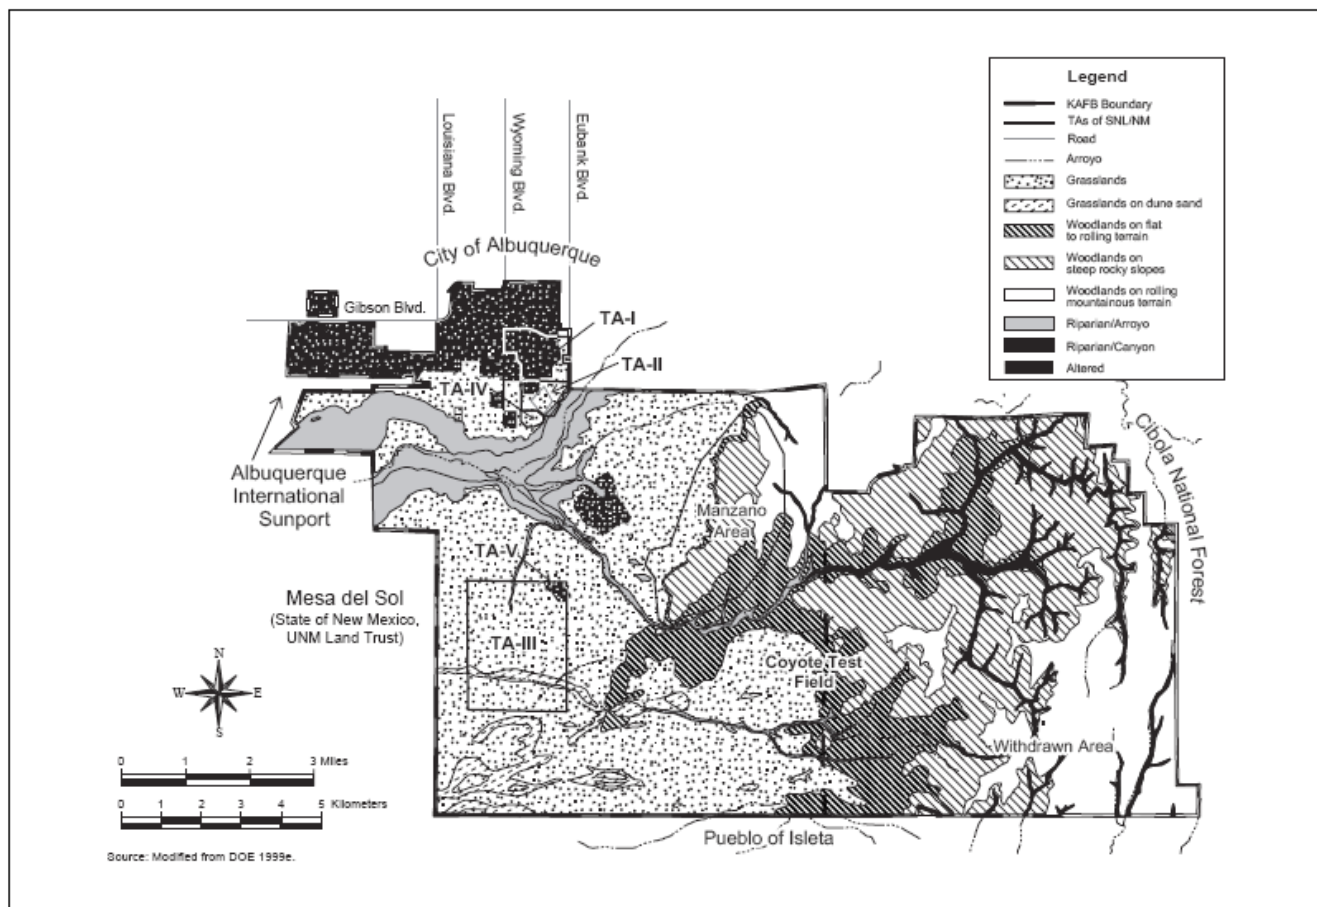 Legend
KAFB Boundary
TAs of SNL/NM
Road
Arroyo
Grasslands
Grasslands on dune sand
Woodlands on flat
to rolling terrain
Woodlands on
steep rocky slopes
Woodlands on rolling
mountainous terrain
Riparian/Arroyo
Riparian/Canyon
Altered
Louisiana Blvd.
Wyoming Blvd.
Eubank Blvd.
City of Albuquerque
Gibson Blvd.
TA-I
TA-II
TA-IV
Albuquerque
International
Sunport
Cibola National Forest
Manzano
Area
TA-V
Mesa del Sol
(State of New Mexico,
UNM Land Trust)
TA-III
Coyote Test
Field
Withdrawn Area
Pueblo of Isleta
N
W E
S
0 1 2 3 Miles
0 1 2 3 4 5 Kilometers
Source: Modified from DOE 1999e.